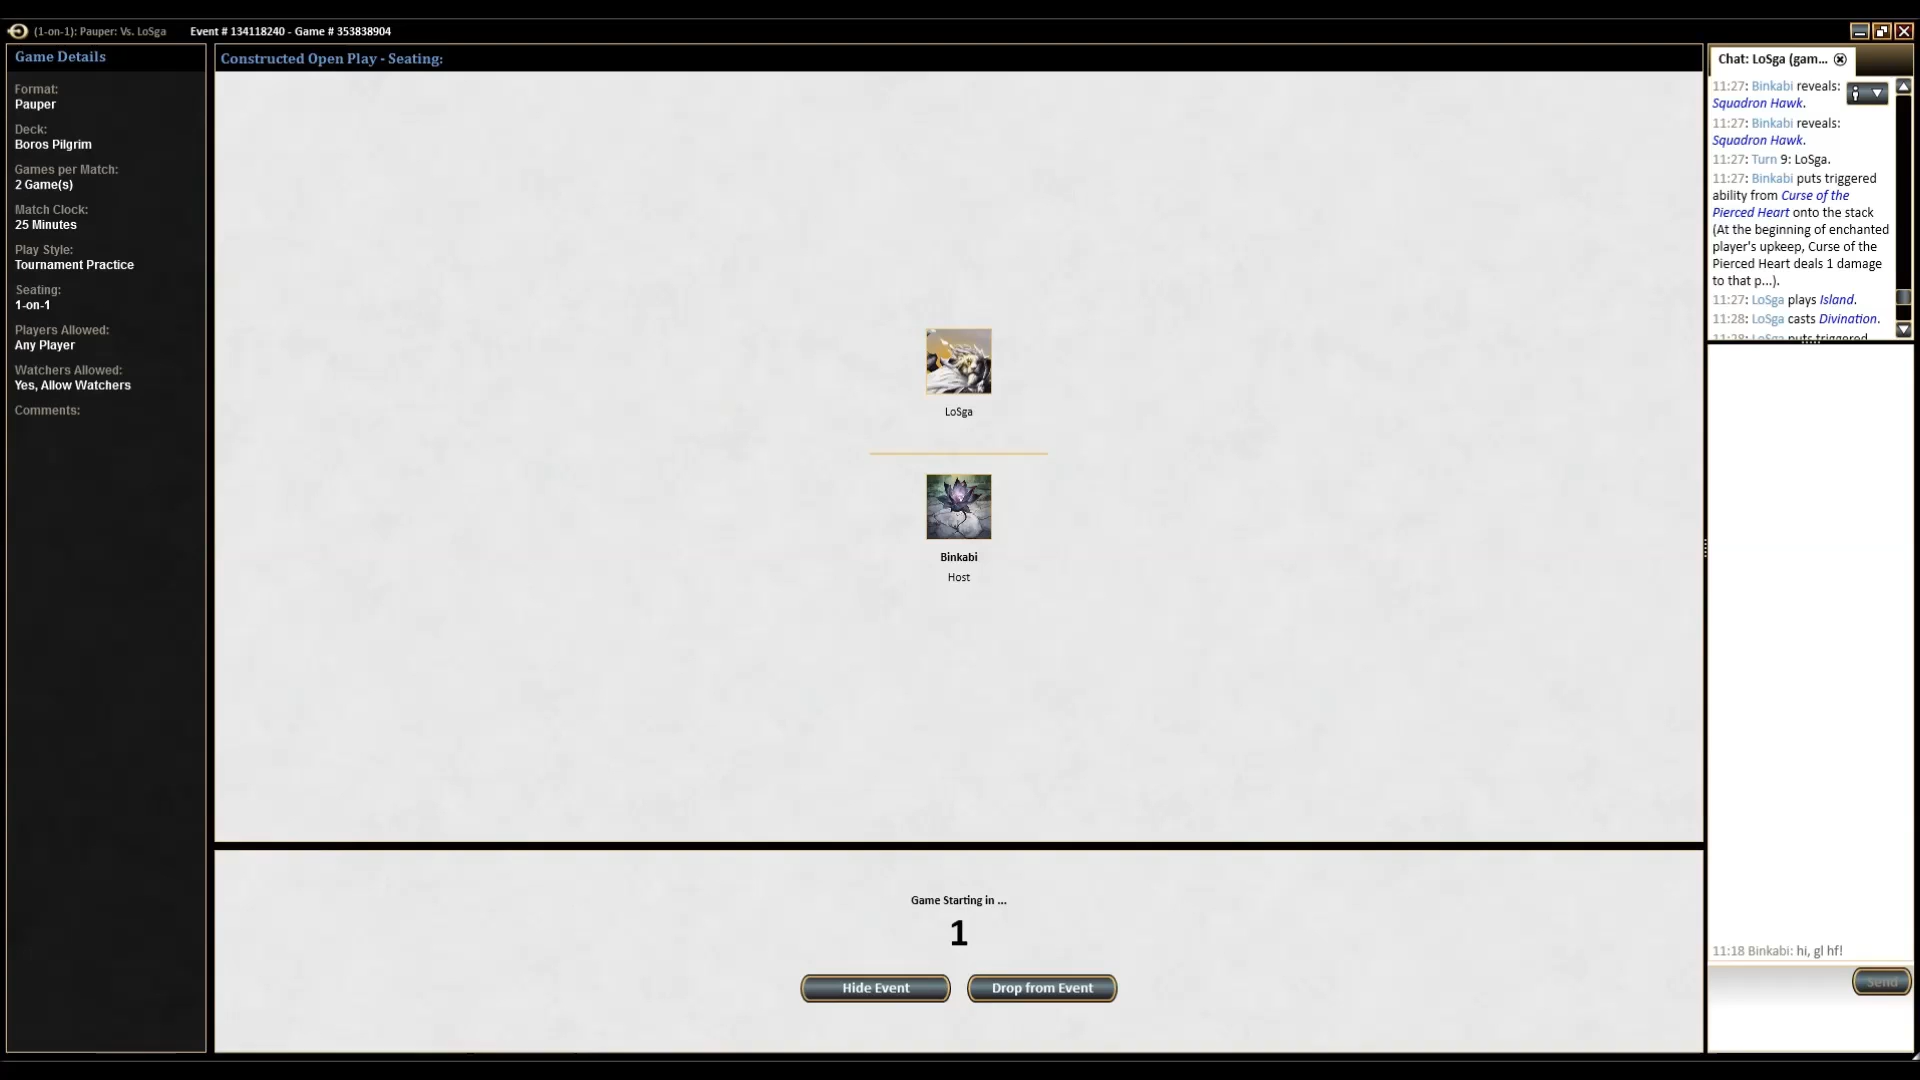 (1-on-1): Pauper: Vs. LoSga
Event # 134118240 - Game # 353838904
Game Details
Format:
Pauper
Deck:
Boros Pilgrim
Games per Match:
2 Game(s)
Match Clock:
25 Minutes
Play Style:
Tournament Practice
Seating:
1-on-1
Players Allowed:
Any Player
Watchers Allowed:
Yes, Allow Watchers
Comments:
Constructed Open Play - Seating:
LoSga
Binkabi
Host
Game Starting in ...
1
Hide Event
Drop from Event
Chat: LoSga (gam...
11:27: Binkabi reveals:
Squadron Hawk.
11:27: Binkabi reveals:
Squadron Hawk.
11:27: Turn 9: LoSga.
11:27: Binkabi puts triggered
ability from Curse of the
Pierced Heart onto the stack
(At the beginning of enchanted
player's upkeep, Curse of the
Pierced Heart deals 1 damage
to that p...).
11:27: LoSga plays Island.
11:28: LoSga casts Divination.
11:28: LoSga puts triggered
11:18 Binkabi: hi, gl hf!
Send